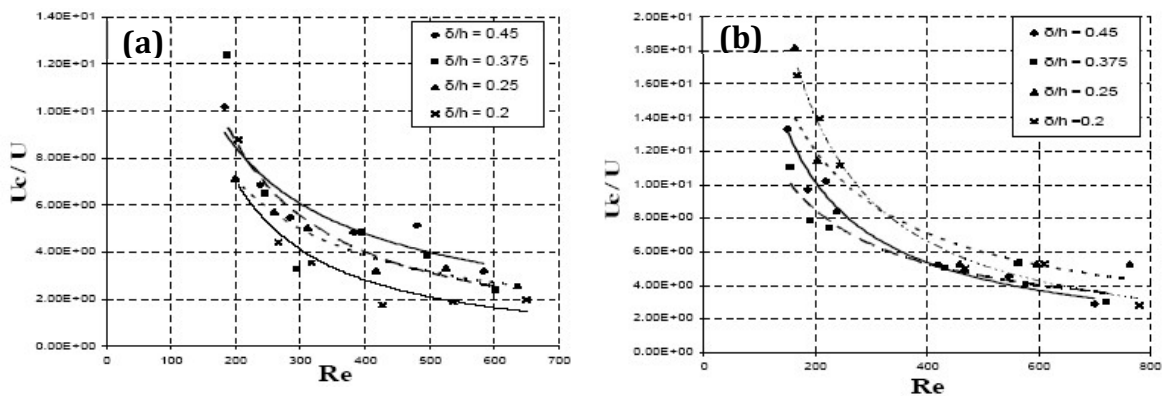 (a)
δ/h = 0.45
δ/h = 0.375
δ/h = 0.25
δ/h = 0.2
1.40E+01
1.20E+01
1.00E+01
8.00E+00
6.00E+00
4.00E+00
2.00E+00
0.00E+00
Uc/U
0 100 200 300 400 500 600 700
Re
(b)
δ/h = 0.45
δ/h = 0.375
δ/h = 0.25
δ/h =0.2
2.00E+01
1.80E+01
1.60E+01
1.40E+01
1.20E+01
1.00E+01
8.00E+00
6.00E+00
4.00E+00
2.00E+00
0.00E+00
Uc/U
0 200 400 600 800
Re